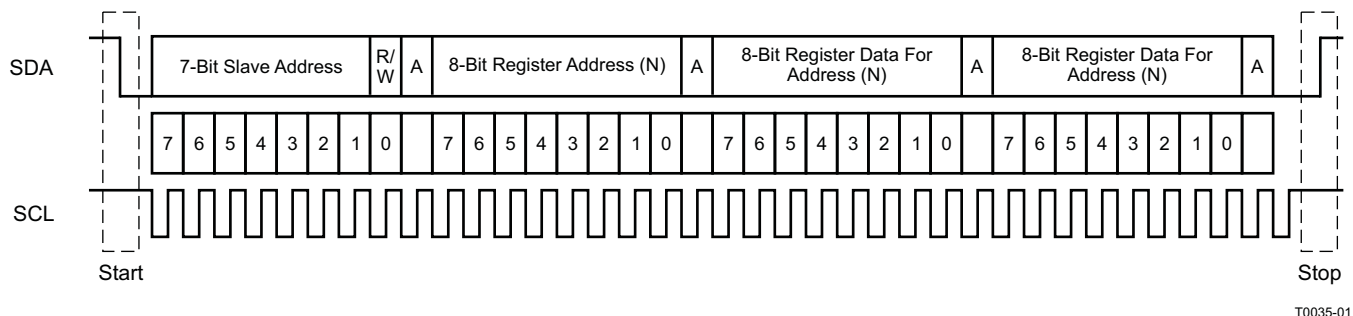 SDA
7-Bit Slave Address
R/
W
A
8-Bit Register Address (N)
A
8-Bit Register Data For
Address (N)
A
8-Bit Register Data For
Address (N)
A
7 6 5 4 3 2 1 0 7 6 5 4 3 2 1 0 7 6 5 4 3 2 1 0 7 6 5 4 3 2 1 0
SCL
Start
Stop
T0035-01